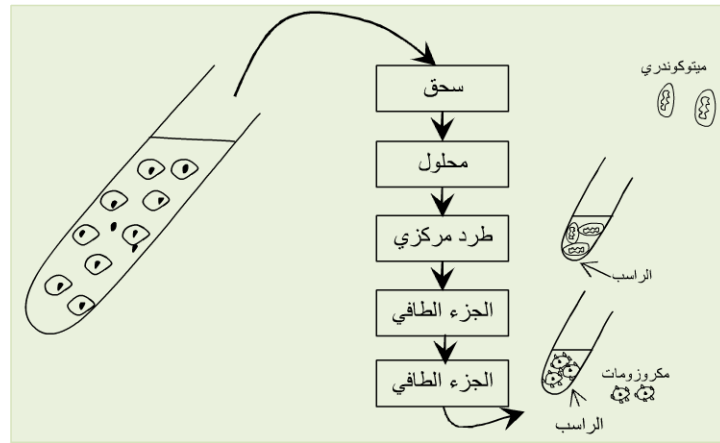 سحق
محلول
طرد مركزي
الجزء الطافي
الجزء الطافي
ميتوكوندري
الراسب
مكروزومات
الراسب